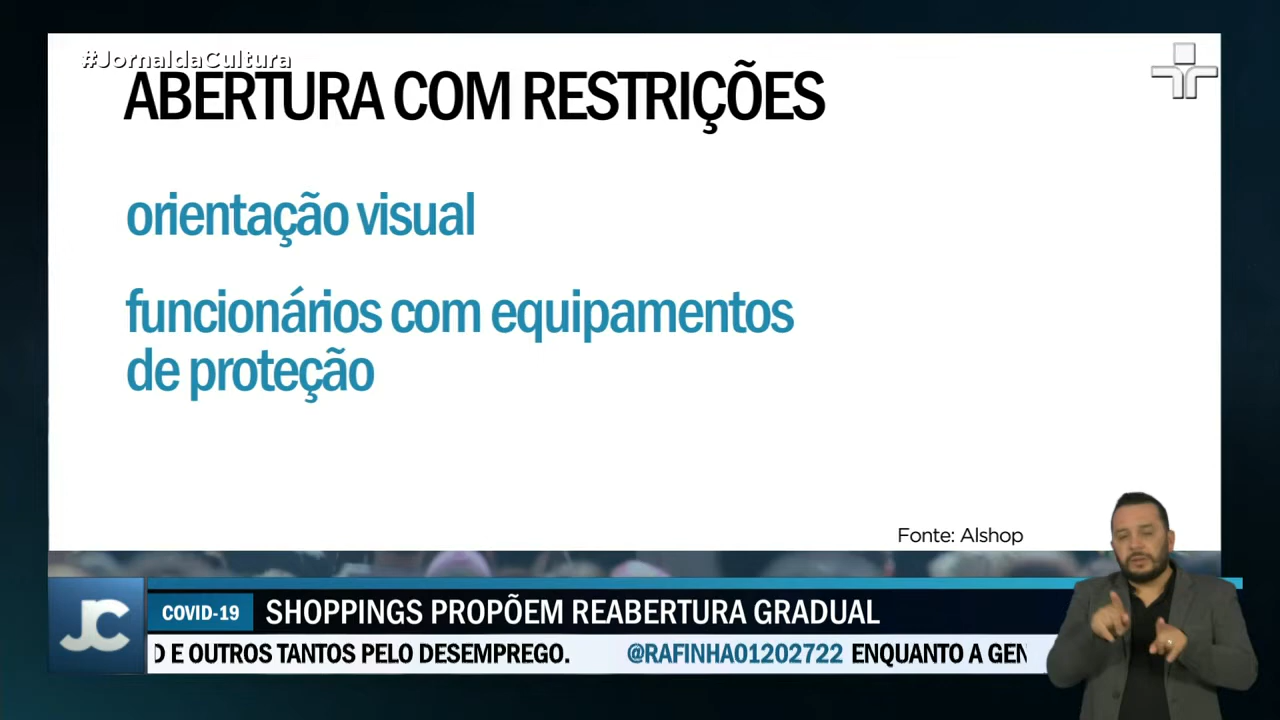 #JornaldaCultura
ABERTURA COM RESTRIÇÕES
orientação visual
funcionários com equipamentos
de proteção
Fonte: Alshop
JC
COVID-19 SHOPPINGS PROPÕEM REABERTURA GRADUAL
E OUTROS TANTOS PELO DESEMPREGO. @RAFINHA01202722 ENQUANTO A